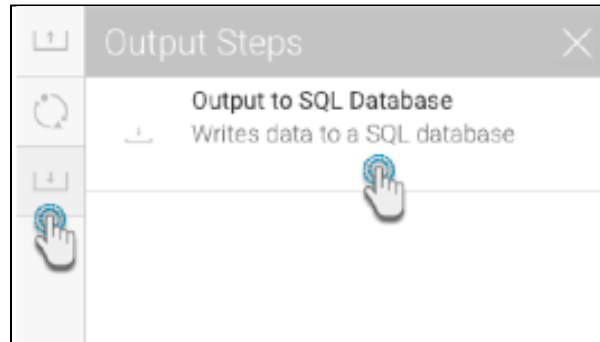 Output Steps
Output to SQL Database
Writes data to a SQL database